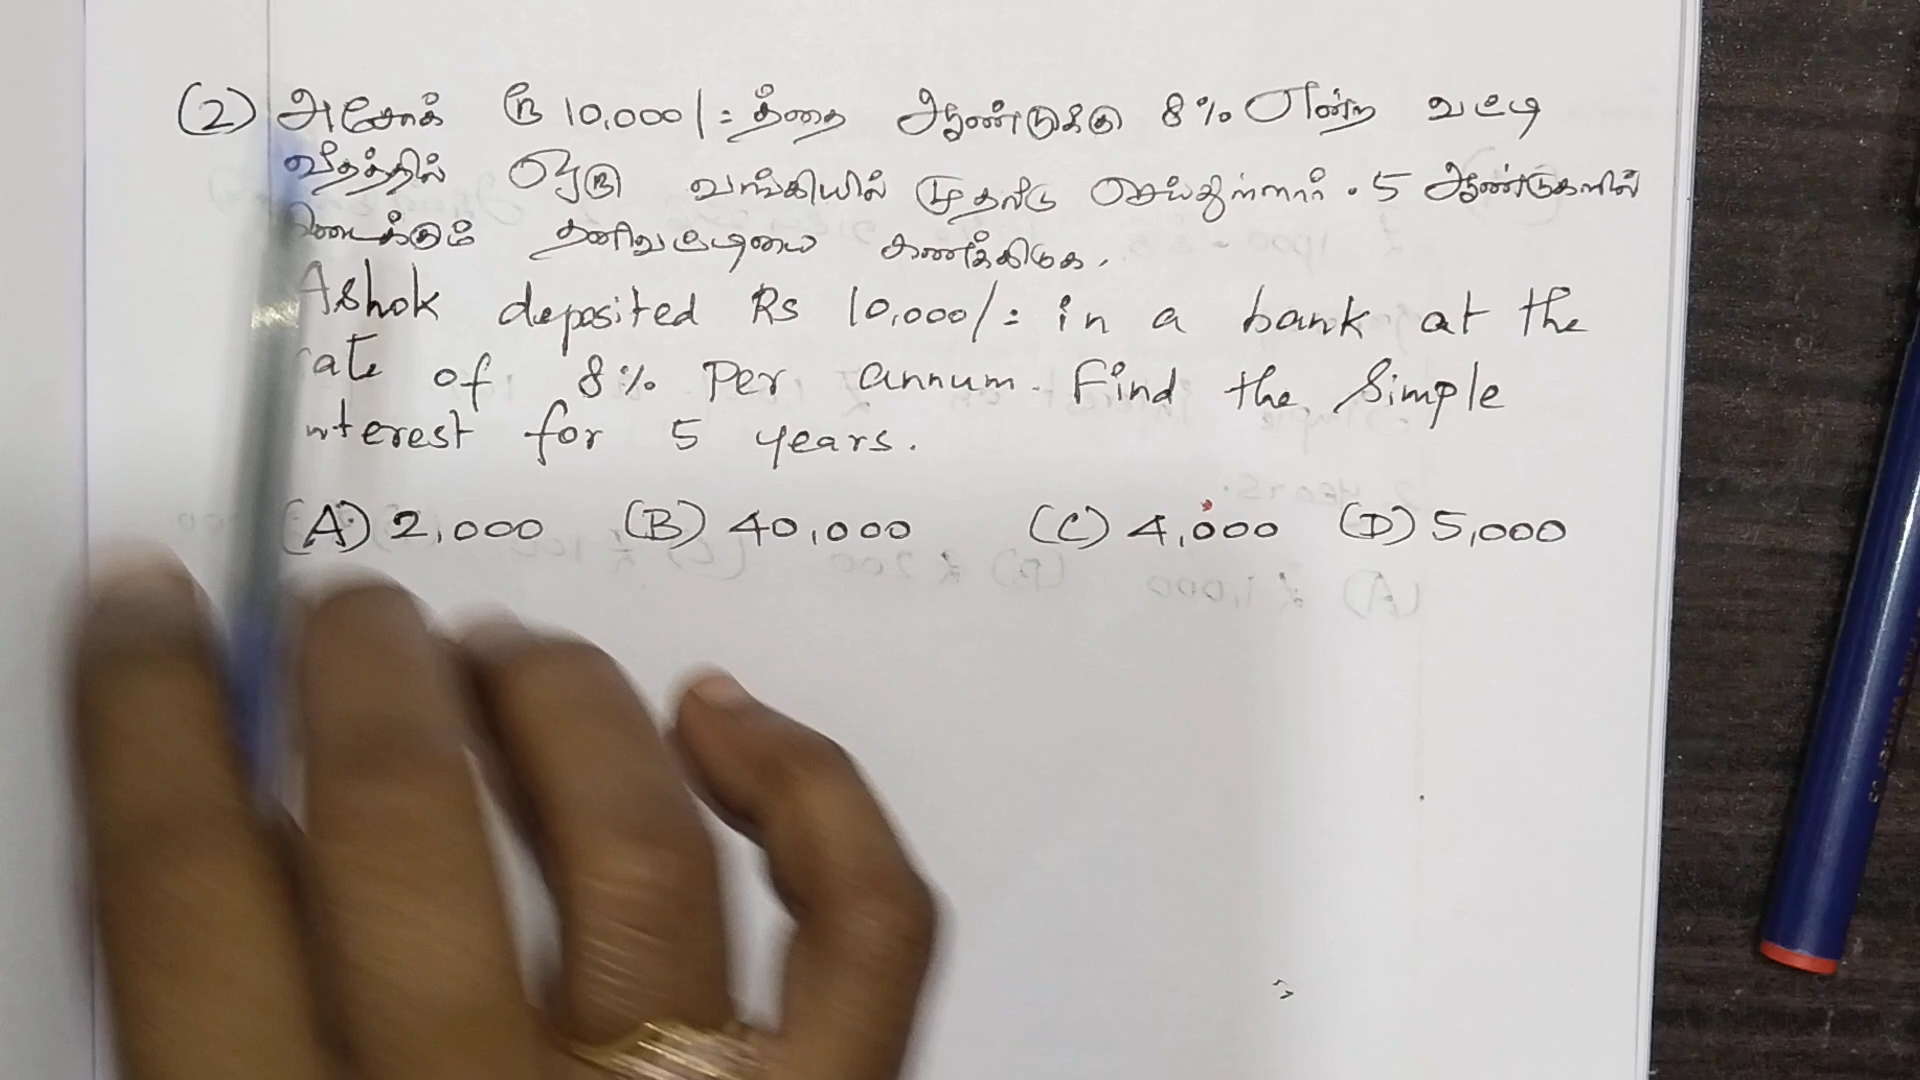 (2) அசோக் ரூ 10,000/= த்தை ஆண்டுக்கு 8% என்ற வட்டி
வீதத்தில் ஒரு வங்கியில் முதலீடு செய்துள்ளார். 5 ஆண்டுகளில்
தனிவட்டியை கணக்கிடுக.
Ashok deposited Rs 10,000/= in a bank at the
ate of 8% Per annum. Find the Simple
nterest for 5 years.
(A) 2,000 (B) 40,000 (C) 4,000 (D) 5,000